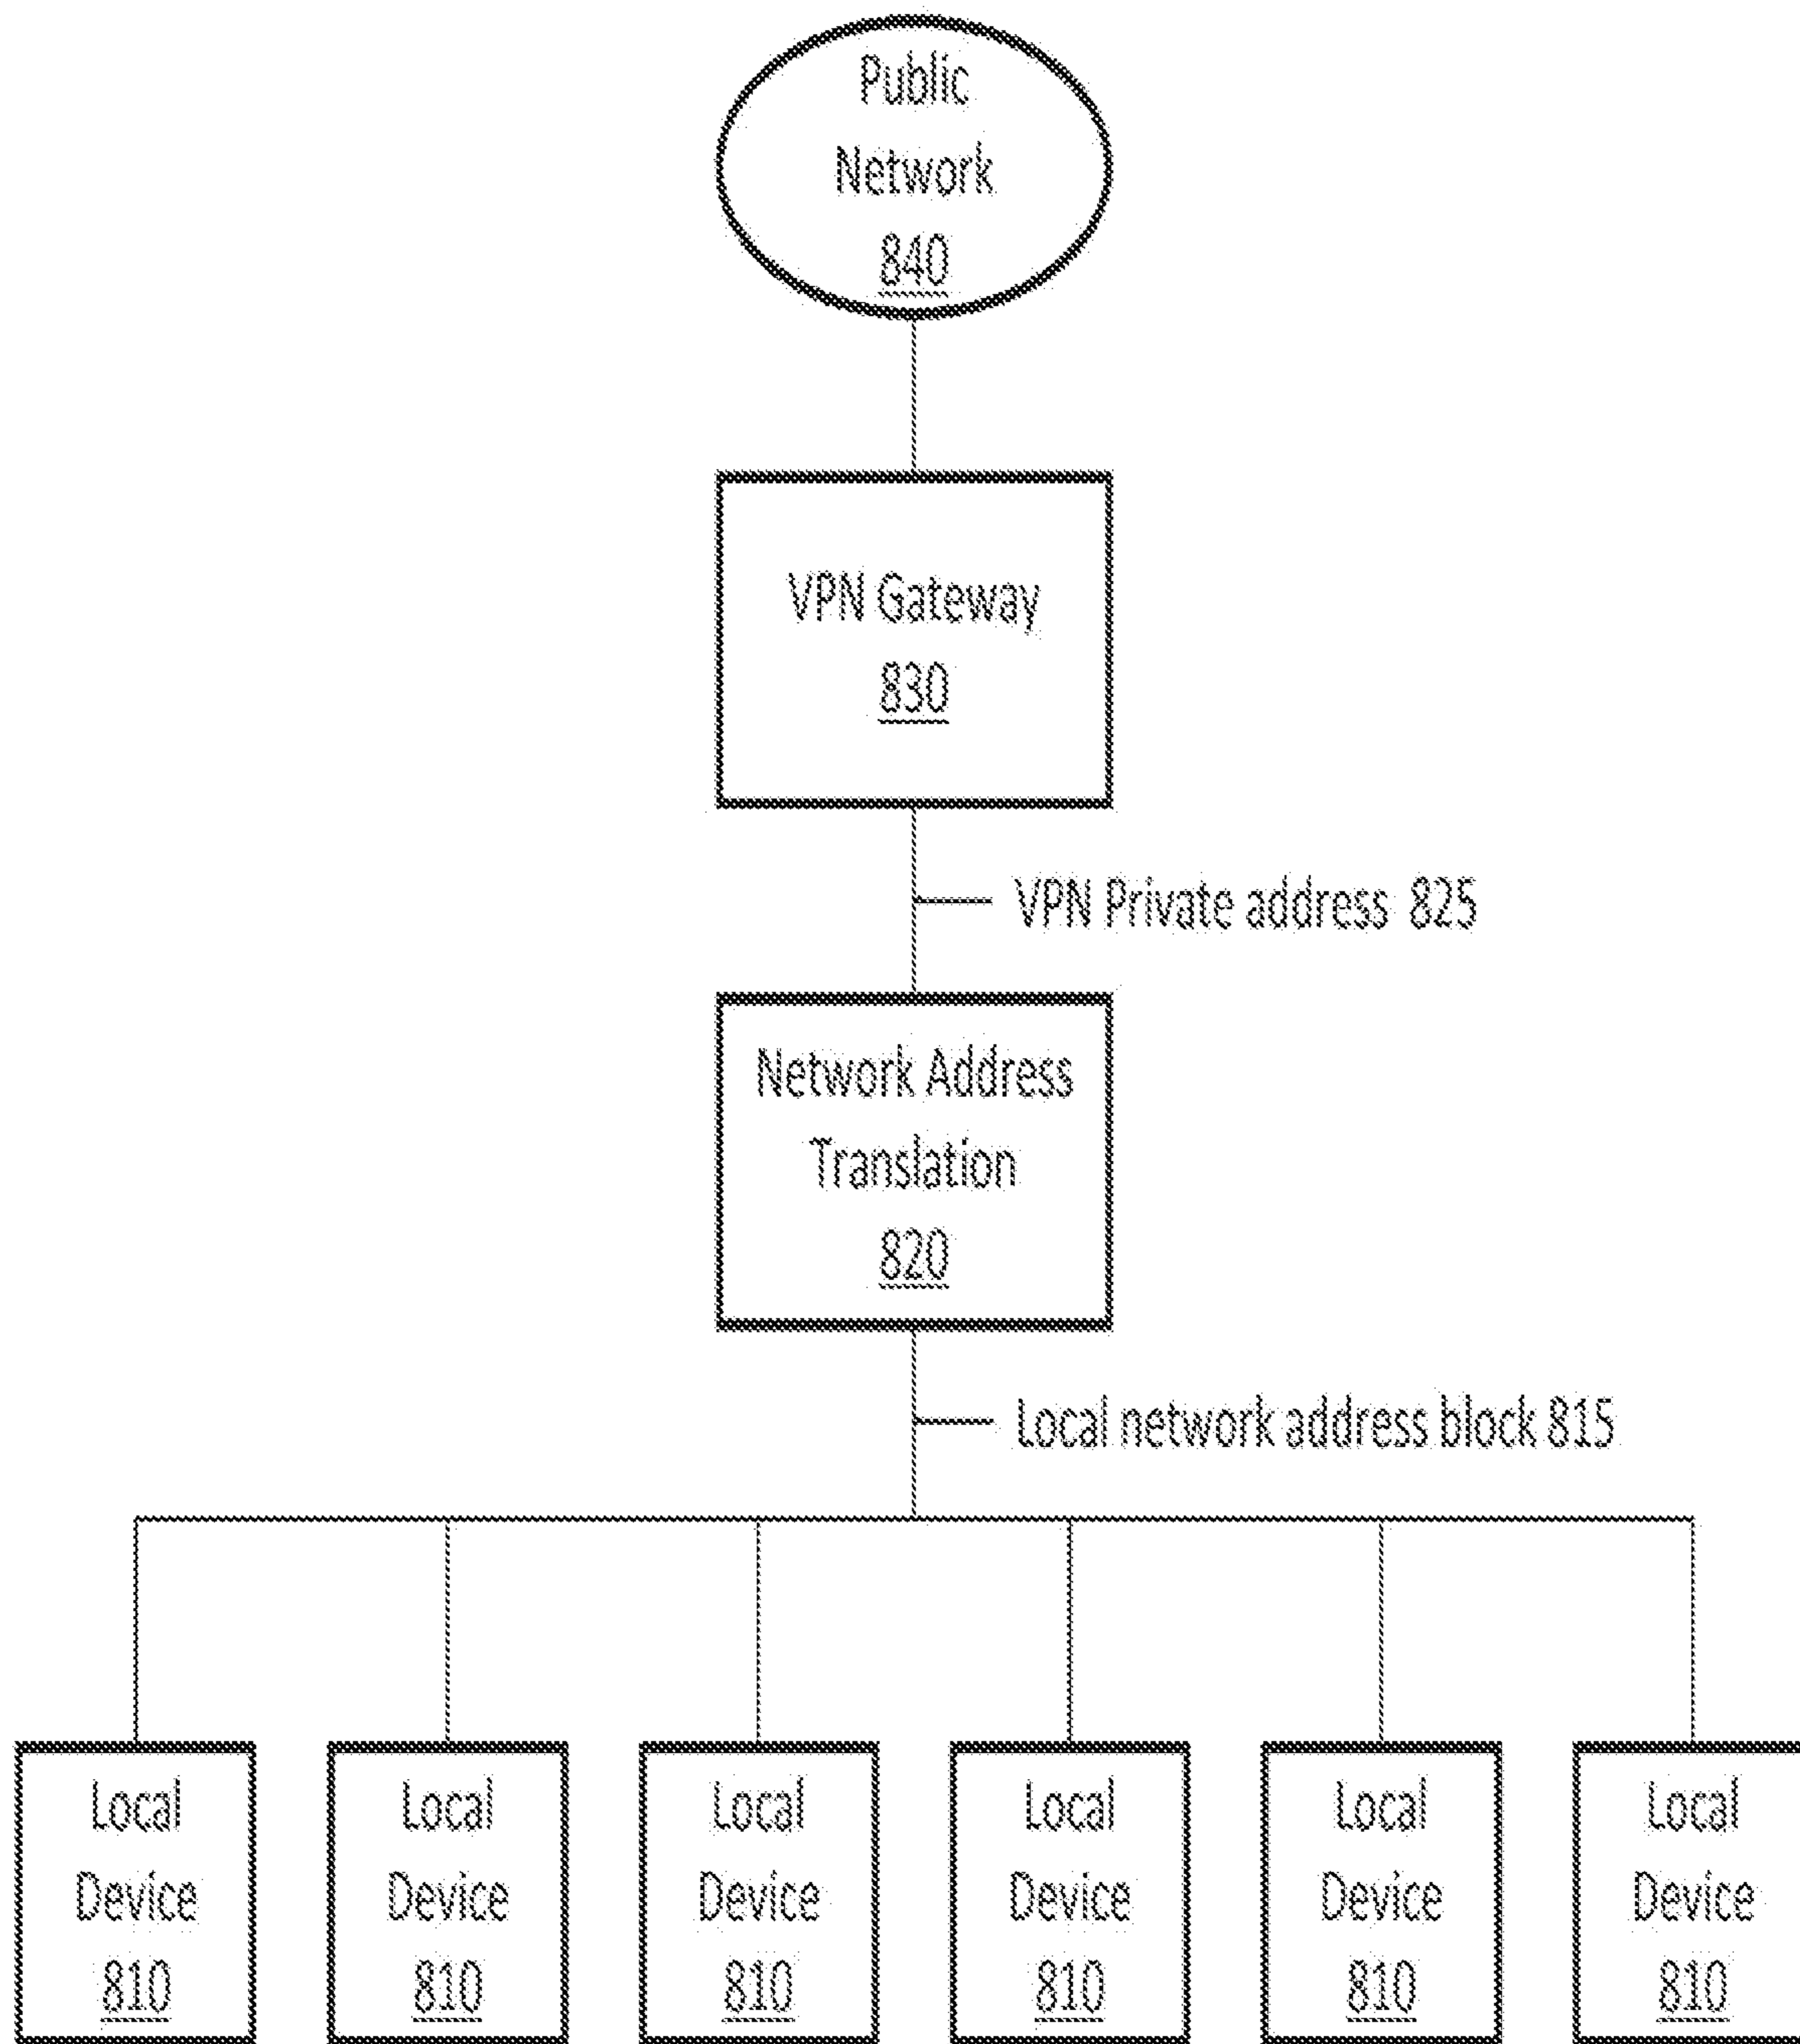 Public
Network
840
VPN Gateway
830
VPN Private address 825
Network Address
Translation
820
Local network address block 815
Local
Device
810
Local
Device
810
Local
Device
810
Local
Device
810
Local
Device
810
Local
Device
810